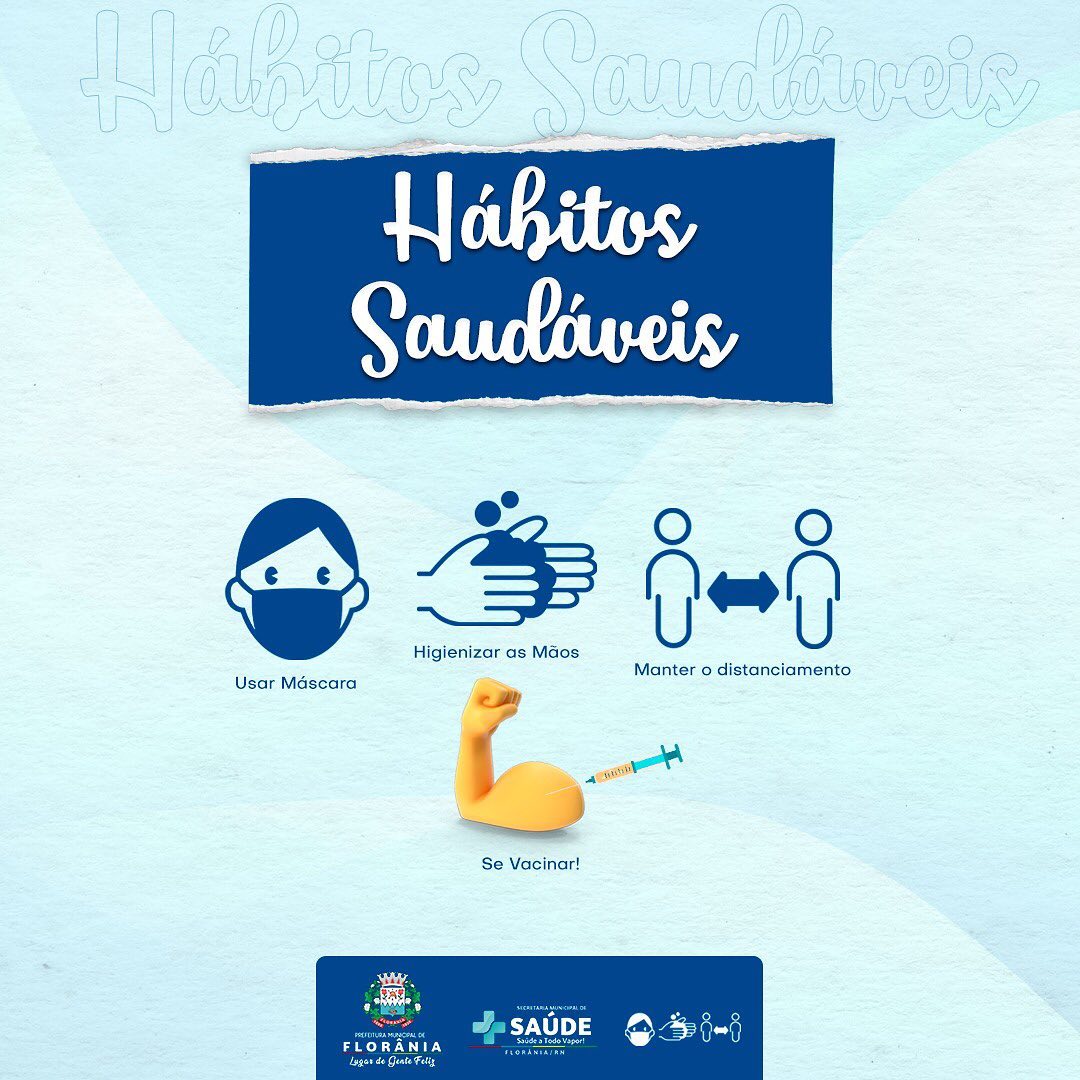 Hábitos Saudáveis
Hábitos
Saudáveis
Usar Máscara
Higienizar as Mãos
Manter o distanciamento
Se Vacinar!
FLORÂNIA
PREFEITURA MUNICIPAL DE
FLORÂNIA
Lugar de Gente Feliz
SECRETARIA MUNICIPAL DE
SAÚDE
Saúde a Todo Vapor!
FLORÂNIA/RN